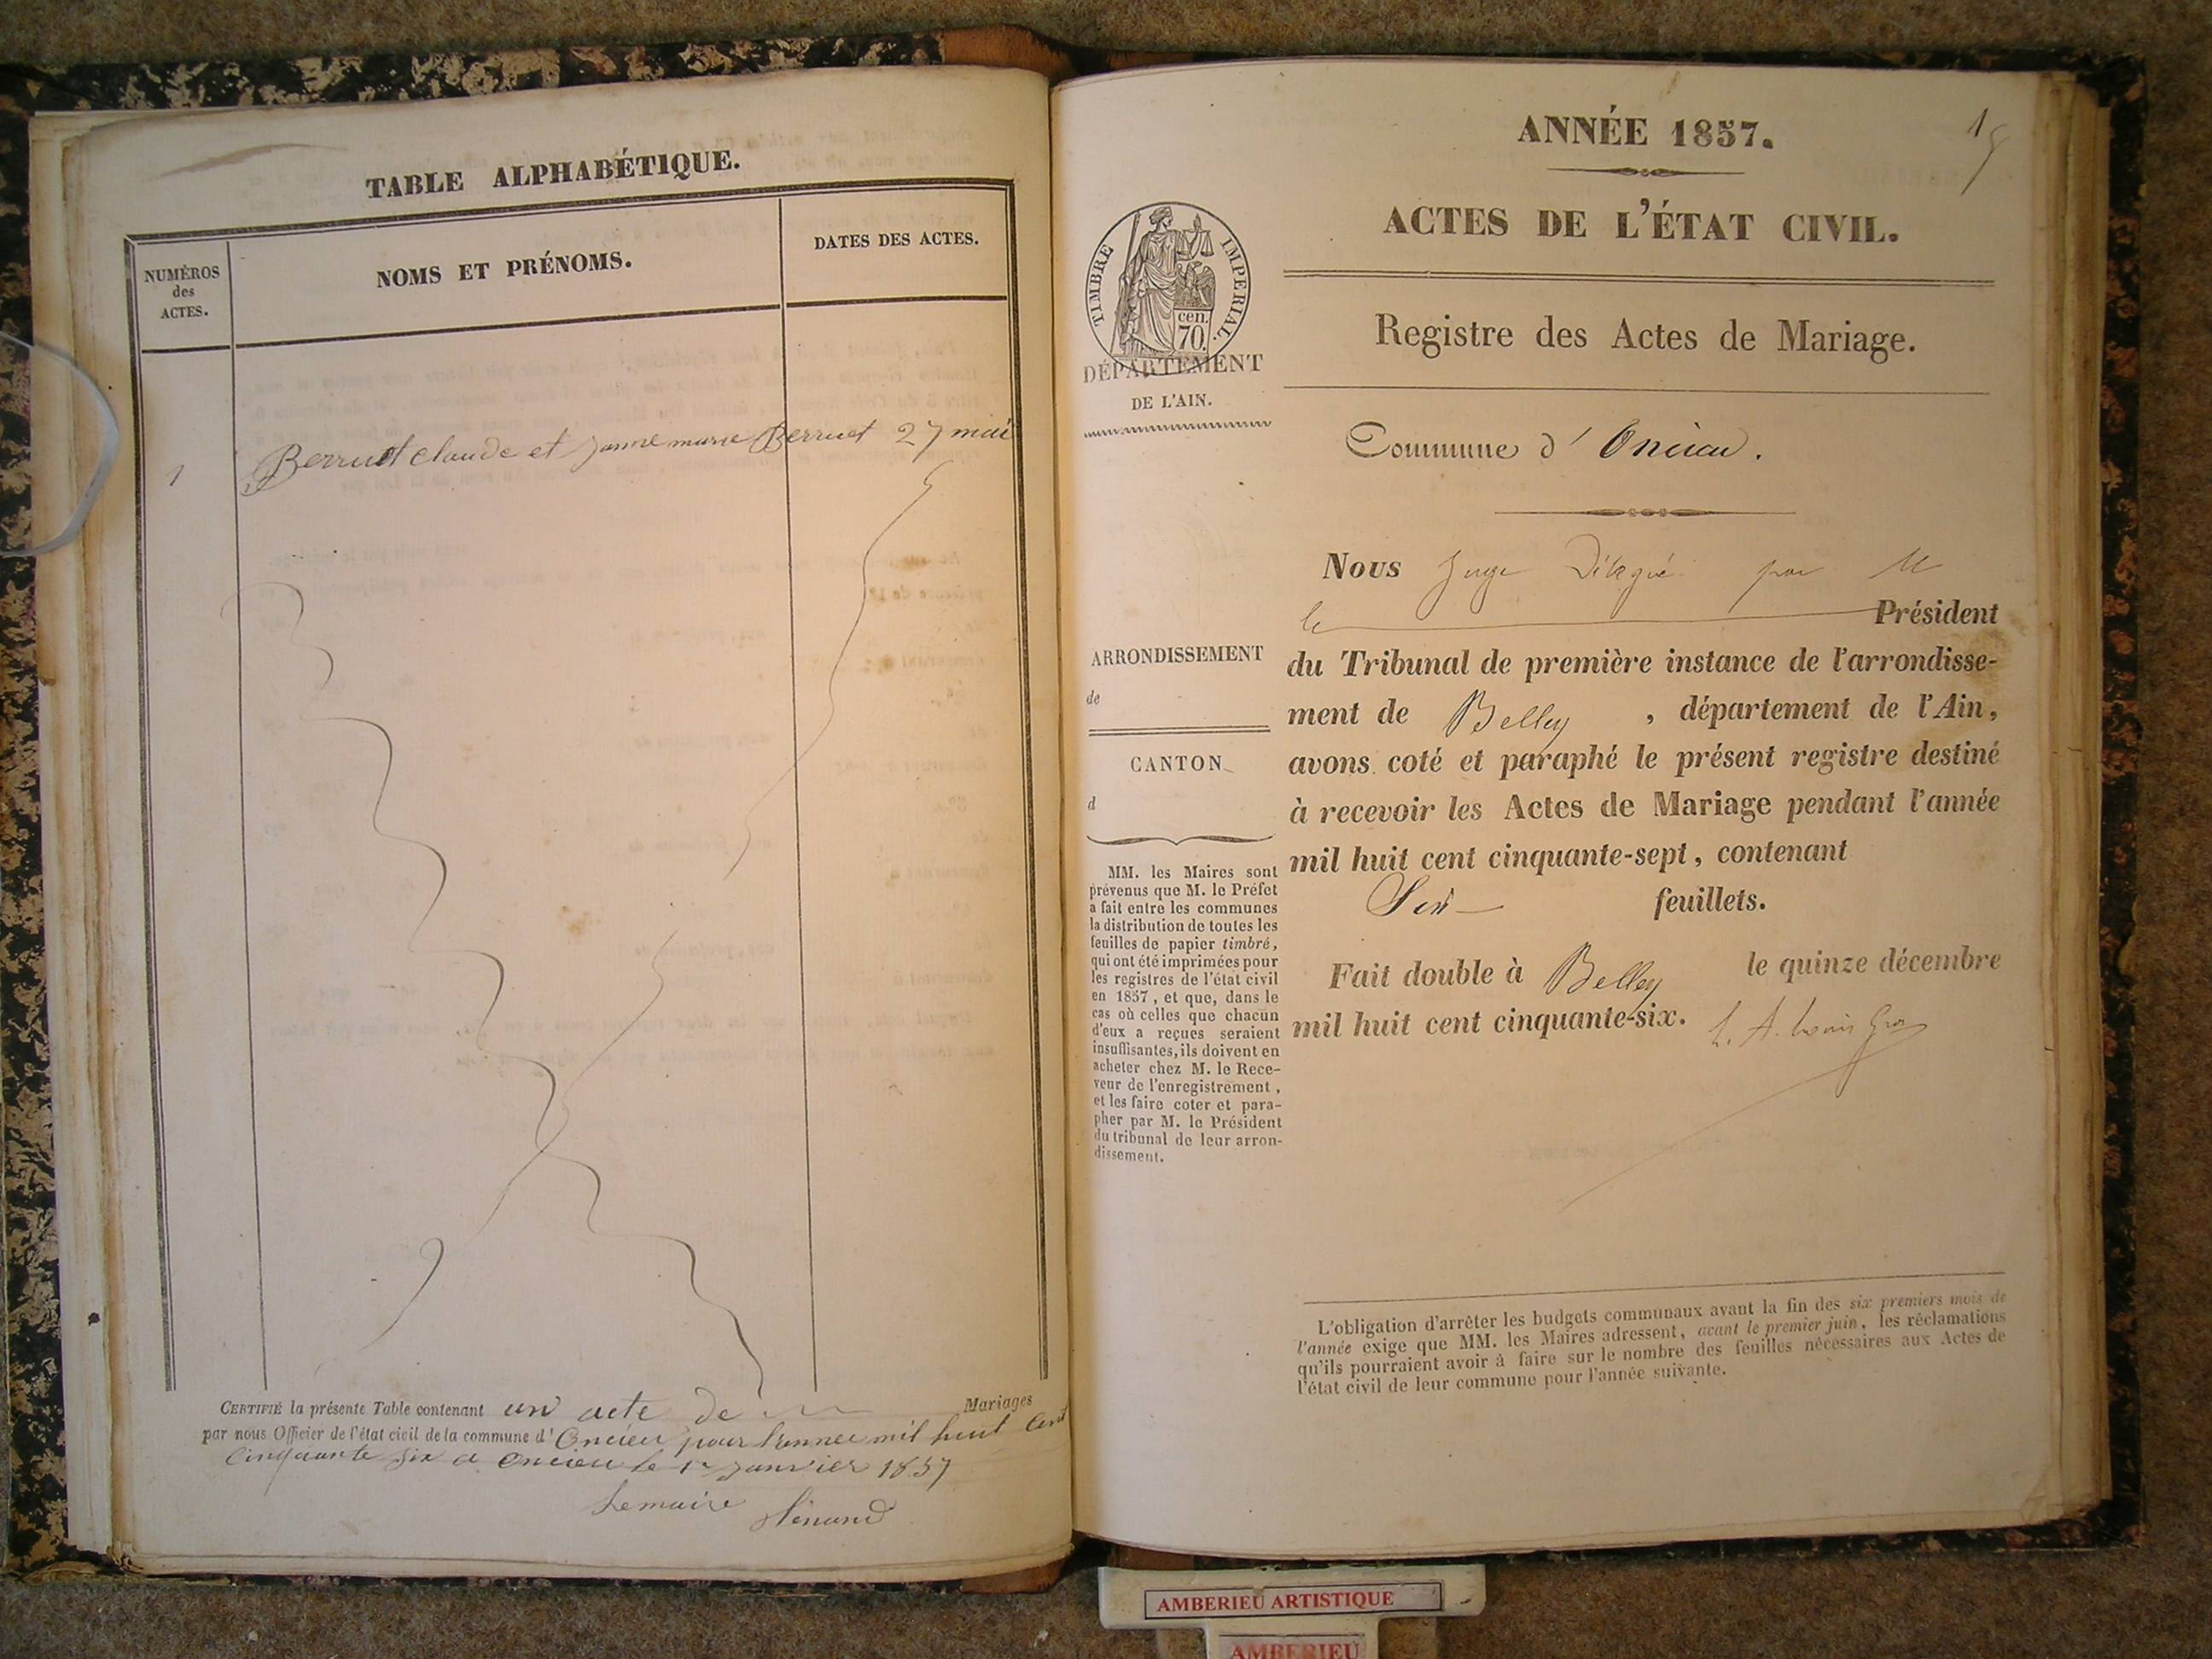 TABLE ALPHABÉTIQUE.
NUMÉROS
des
ACTES.
NOMS ET PRÉNOMS.
DATES DES ACTES.
1 Berruet claude et janne marie Berruet 27 mai
CERTIFIÉ la présente Table contenant un acte de Mariages
par nous Officier de l'état civil de la commune d'Oncieu pour l'annee mil huit Cent
Cinquante six a Oncieu le 1er janvier 1857
Le maire
ANNÉE 1857.
ACTES DE L'ÉTAT CIVIL.
TIMBRE IMPERIAL.
cen.
70.
DÉPARTEMENT
DE L'AIN.
Registre des Actes de Mariage.
Commune d'Oncieu.
Nous Juge Délégué par M
le Président
du Tribunal de première instance de l'arrondisse-
ment de Belley, département de l'Ain,
avons coté et paraphé le présent registre destiné
à recevoir les Actes de Mariage pendant l'année
mil huit cent cinquante-sept, contenant
Six feuillets.
Fait double à Belley le quinze décembre
mil huit cent cinquante-six.
ARRONDISSEMENT
de
CANTON
d
MM. les Maires sont
prévenus que M. le Préfet
a fait entre les communes
la distribution de toutes les
feuilles de papier timbré,
qui ont été imprimées pour
les registres de l'état civil
en 1857, et que, dans le
cas où celles que chacun
d'eux a reçues seraient
insuffisantes, ils doivent en
acheter chez M. le Rece-
veur de l'enregistrement,
et les faire coter et para-
pher par M. le Président
du tribunal de leur arron-
dissement.
L'obligation d'arrêter les budgets communaux avant la fin des six premiers mois de
l'année exige que MM. les Maires adressent, avant le premier juin, les réclamations
qu'ils pourraient avoir à faire sur le nombre des feuilles nécessaires aux Actes de
l'état civil de leur commune pour l'année suivante.
AMBERIEU ARTISTIQUE
AMBERIEU